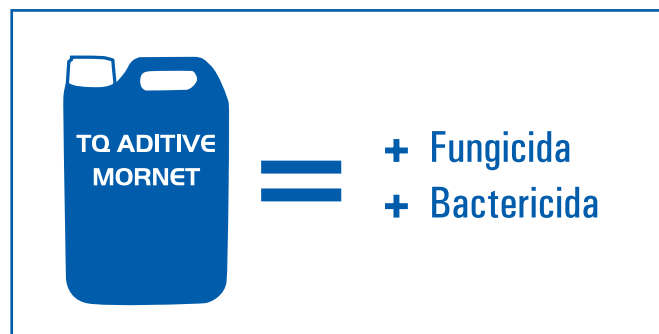 TQ ADITIVE
MORNET
=
+ Fungicida
+ Bactericida